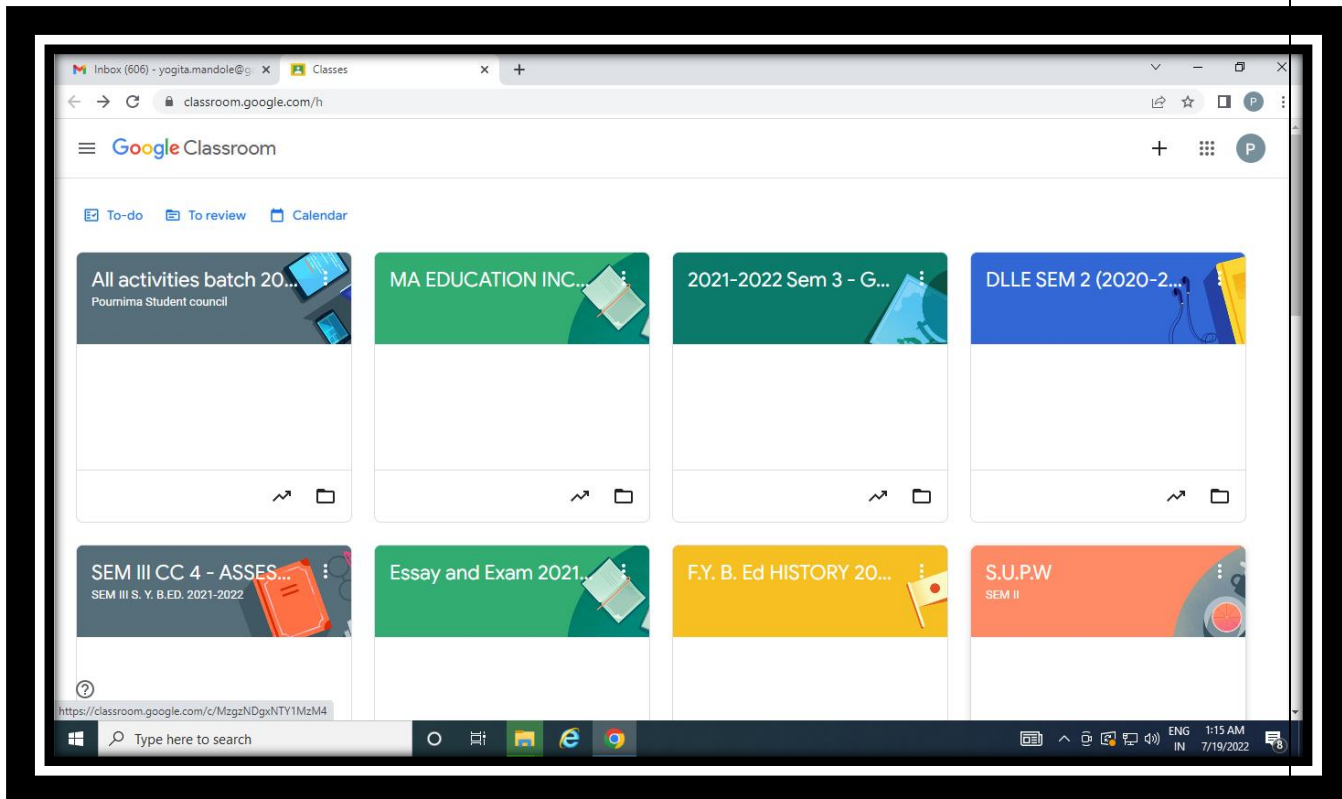 Inbox (606) - yogita.mandole@g
Classes
classroom.google.com/h
P
Google Classroom
P
To-do To review Calendar
All activities batch 20...
Pournima Student council
MA EDUCATION INC...
2021-2022 Sem 3 - G...
DLLE SEM 2 (2020-2...
SEM III CC 4 - ASSES...
SEM III S. Y. B.ED. 2021-2022
Essay and Exam 2021...
F.Y. B. Ed HISTORY 20...
S.U.P.W
SEM II
https://classroom.google.com/c/MzgzNDgxNTY1MzM4
Type here to search
ENG
IN
1:15 AM
7/19/2022
8